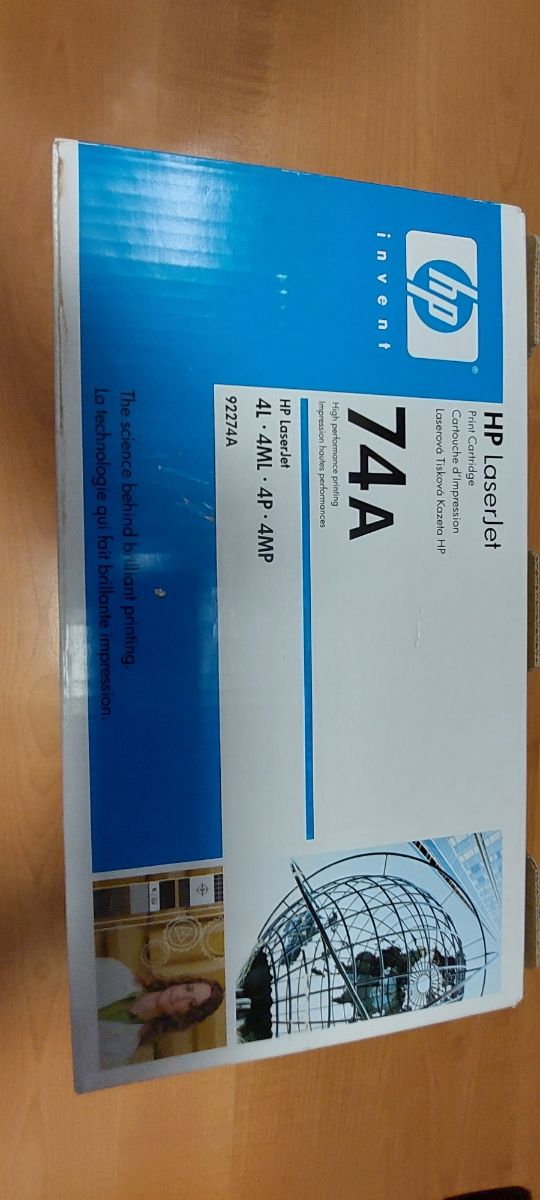 hp
®
invent
HP LaserJet
Print Cartridge
Cartouche d'Impression
Laserová Tisková Kazeta HP
74A
High performance printing
Impression hautes performances
HP LaserJet
4L · 4ML · 4P · 4MP
92274A
The science behind brilliant printing.
La technologie qui fait brillante impression.